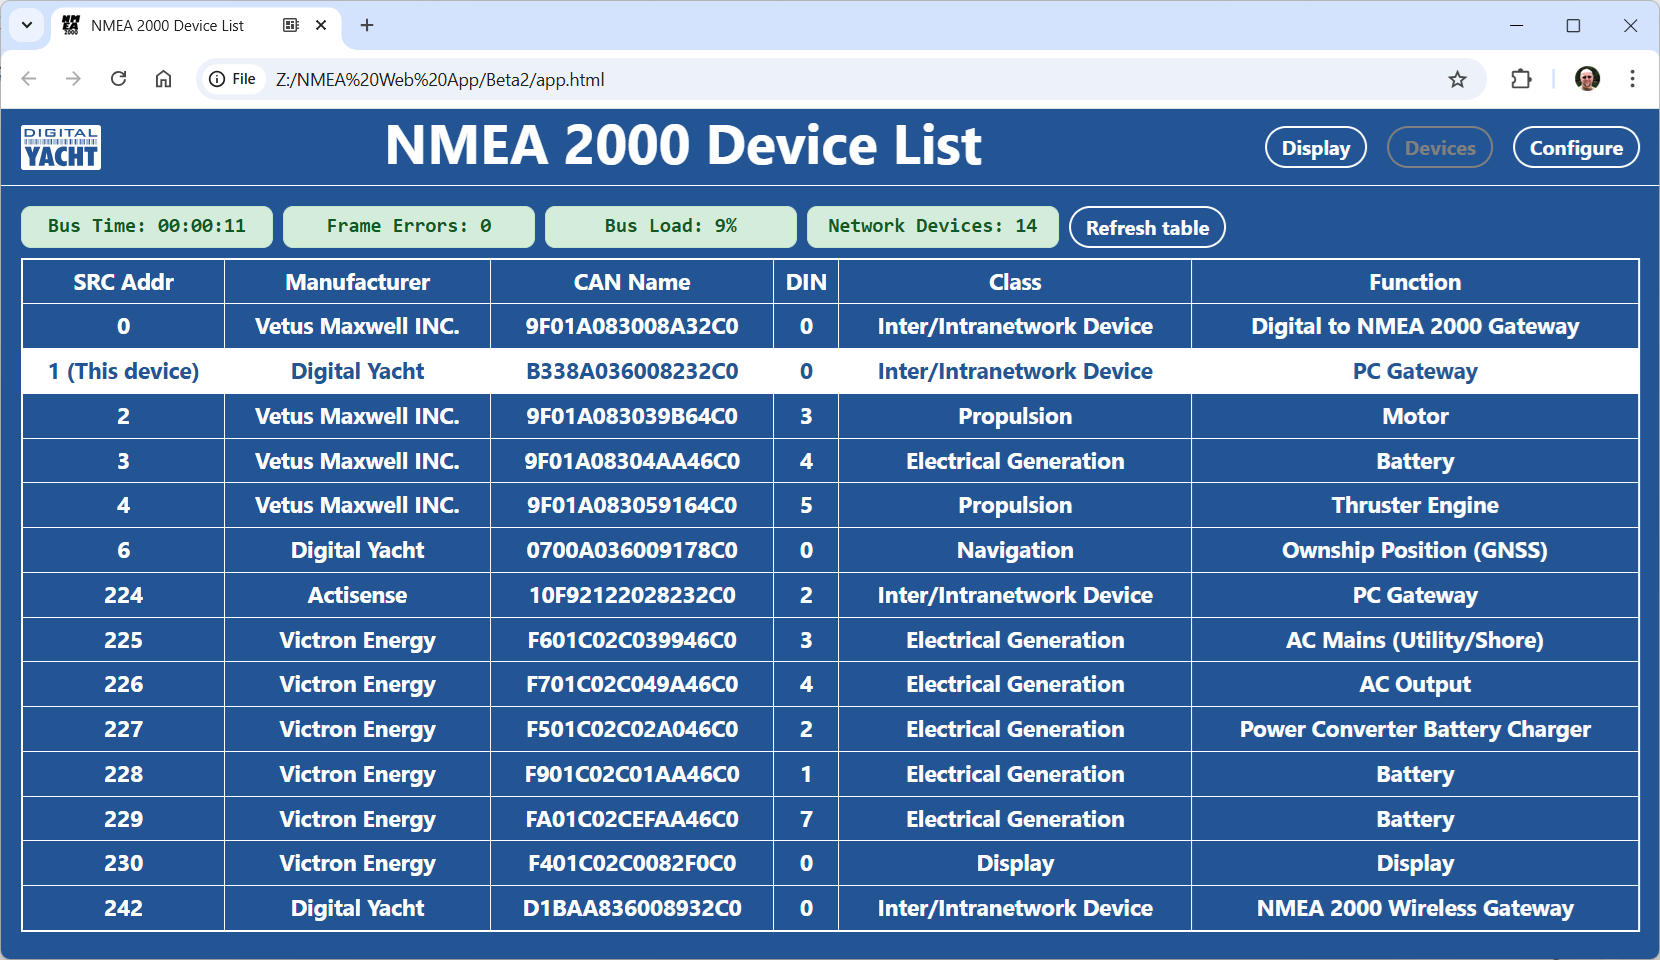 NMEA 2000 NMEA 2000 Device List
File Z:/NMEA%20Web%20App/Beta2/app.html
DIGITAL YACHT
NMEA 2000 Device List
Display Devices Configure
Bus Time: 00:00:11 Frame Errors: 0 Bus Load: 9% Network Devices: 14 Refresh table
SRC Addr Manufacturer CAN Name DIN Class Function
0 Vetus Maxwell INC. 9F01A083008A32C0 0 Inter/Intranetwork Device Digital to NMEA 2000 Gateway
1 (This device) Digital Yacht B338A036008232C0 0 Inter/Intranetwork Device PC Gateway
2 Vetus Maxwell INC. 9F01A083039B64C0 3 Propulsion Motor
3 Vetus Maxwell INC. 9F01A08304AA46C0 4 Electrical Generation Battery
4 Vetus Maxwell INC. 9F01A083059164C0 5 Propulsion Thruster Engine
6 Digital Yacht 0700A036009178C0 0 Navigation Ownship Position (GNSS)
224 Actisense 10F92122028232C0 2 Inter/Intranetwork Device PC Gateway
225 Victron Energy F601C02C039946C0 3 Electrical Generation AC Mains (Utility/Shore)
226 Victron Energy F701C02C049A46C0 4 Electrical Generation AC Output
227 Victron Energy F501C02C02A046C0 2 Electrical Generation Power Converter Battery Charger
228 Victron Energy F901C02C01AA46C0 1 Electrical Generation Battery
229 Victron Energy FA01C02CEFAA46C0 7 Electrical Generation Battery
230 Victron Energy F401C02C0082F0C0 0 Display Display
242 Digital Yacht D1BAA836008932C0 0 Inter/Intranetwork Device NMEA 2000 Wireless Gateway